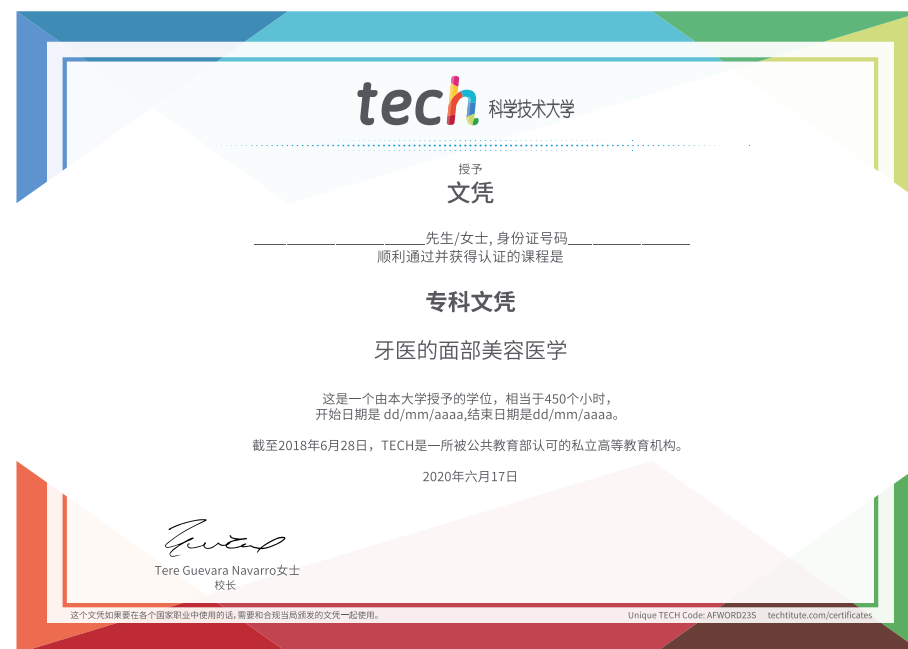 tech 科学技术大学
授予
文凭
______________________先生/女士, 身份证号码______________
顺利通过并获得认证的课程是
专科文凭
牙医的面部美容医学
这是一个由本大学授予的学位，相当于450个小时，
开始日期是 dd/mm/aaaa,结束日期是dd/mm/aaaa。
截至2018年6月28日，TECH是一所被公共教育部认可的私立高等教育机构。
2020年六月17日
Tere Guevara Navarro女士
校长
这个文凭如果要在各个国家职业中使用的话,需要和合规当局颁发的文凭一起使用。
Unique TECH Code: AFWORD23S techtitute.com/certificates